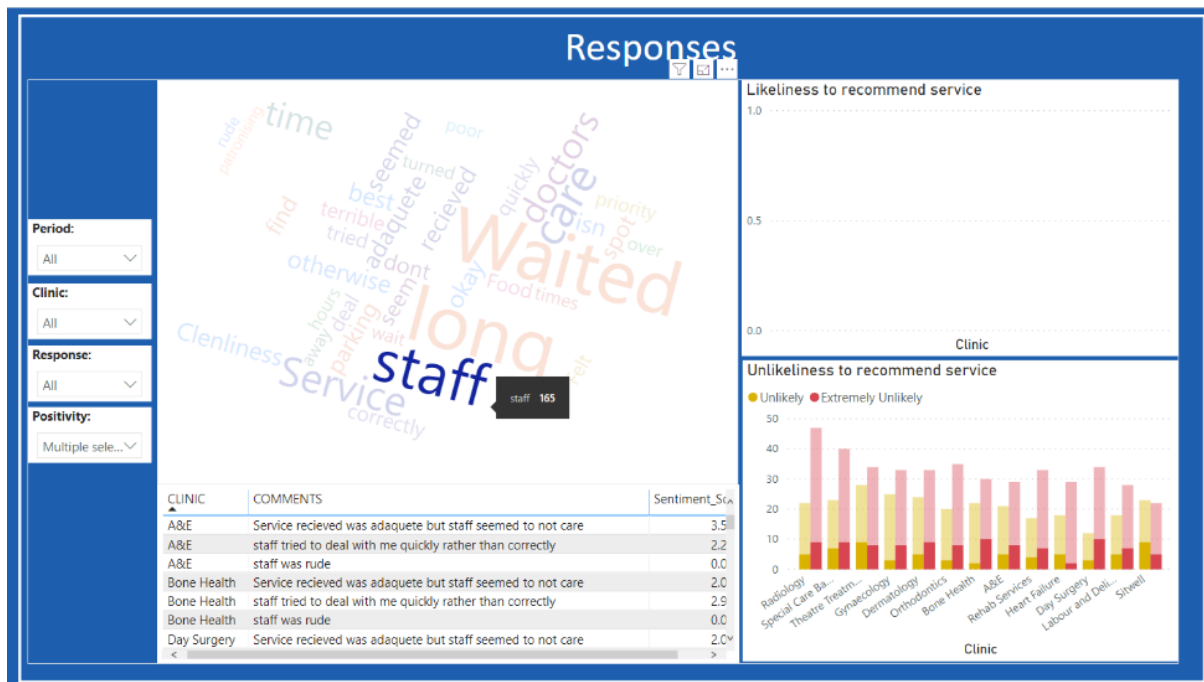 Responses
Period:
All
Clinic:
All
Response:
All
Positivity:
Multiple sele...
rude
patronising
time
poor
seemed
turned
best
terrible
tried
adaquete
recieved
find
dont
otherwise
quickly
doctors
care
isn
priority
spot
over
Waited
okay
Food
times
long
seem
hours
deal
away
parking
wait
Clenliness
Service
staff
felt
correctly
staff 165
CLINIC COMMENTS Sentiment_Sc
A&E Service recieved was adaquete but staff seemed to not care 3.5
A&E staff tried to deal with me quickly rather than correctly 2.2
A&E staff was rude 0.0
Bone Health Service recieved was adaquete but staff seemed to not care 2.0
Bone Health staff tried to deal with me quickly rather than correctly 2.9
Bone Health staff was rude 0.0
Day Surgery Service recieved was adaquete but staff seemed to not care 2.0
Likeliness to recommend service
1.0
0.5
0.0
Clinic
Unlikeliness to recommend service
Unlikely Extremely Unlikely
50
40
30
20
10
0
Radiology
Special Care Ba...
Theatre Treatm...
Gynaecology
Dermatology
Orthodontics
Bone Health
A&E
Rehab Services
Heart Failure
Day Surgery
Labour and Deli...
Sitwell
Clinic